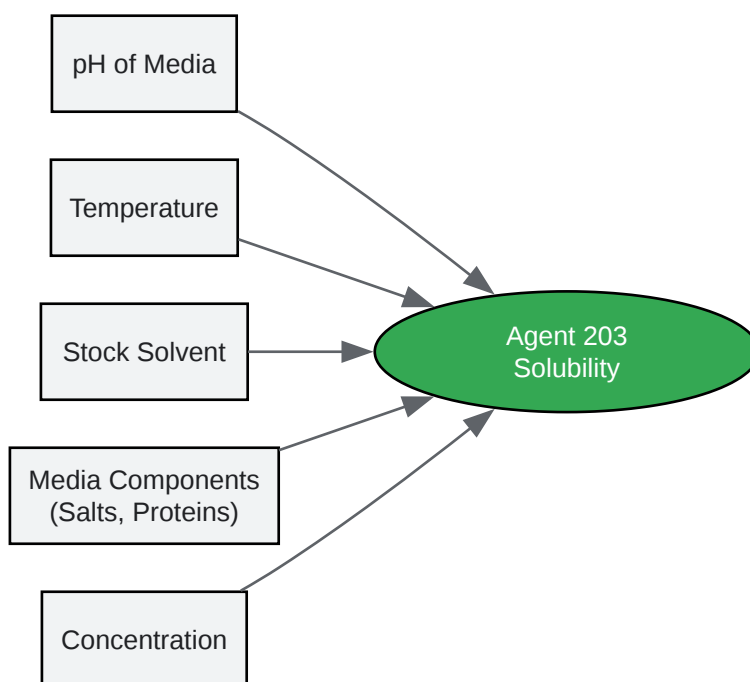 pH of Media
Temperature
Stock Solvent
Agent 203
Solubility
Media Components
(Salts, Proteins)
Concentration